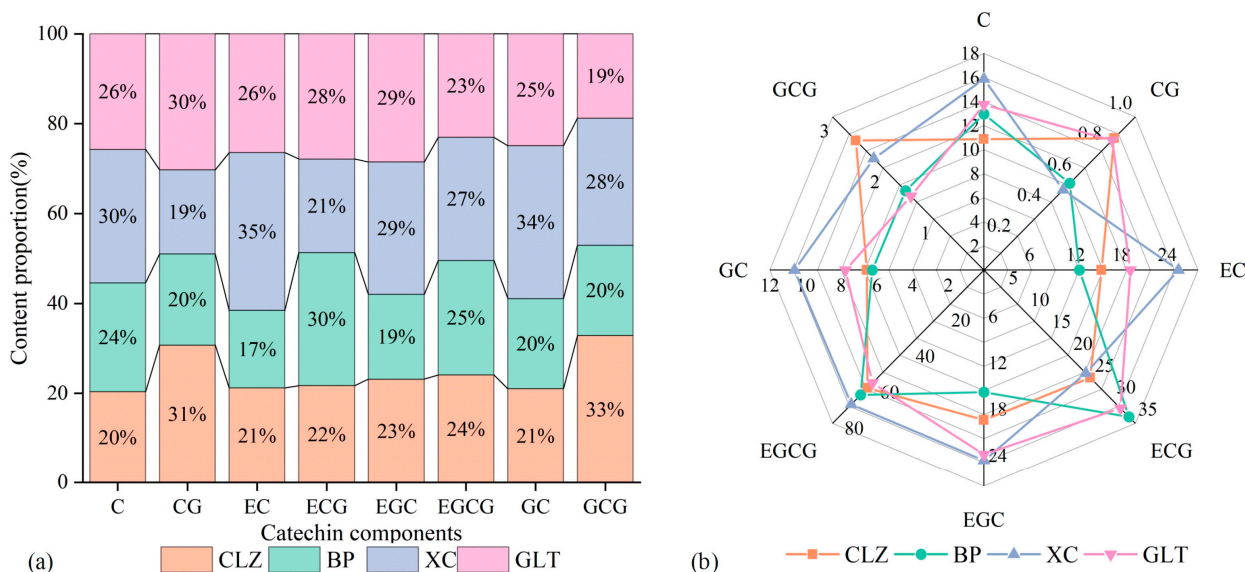 100
80
60
40
20
0
Content proportion(%)
26% 30% 26% 28% 29% 23% 25% 19%
30% 19% 35% 21% 29% 27% 34% 28%
24% 20% 17% 30% 19% 25% 20% 20%
20% 31% 21% 22% 23% 24% 21% 33%
C CG EC ECG EGC EGCG GC GCG
Catechin components
(a) CLZ BP XC GLT
C
18
16
14
12
10
8
6
4
2
CG
1.0
0.8
0.6
0.4
0.2
EC
24
18
12
6
ECG
35
30
25
20
15
10
5
EGC
24
18
12
6
EGCG
80
60
40
20
GC
12 10 8 6 4 2
GCG
3
2
1
(b) CLZ BP XC GLT